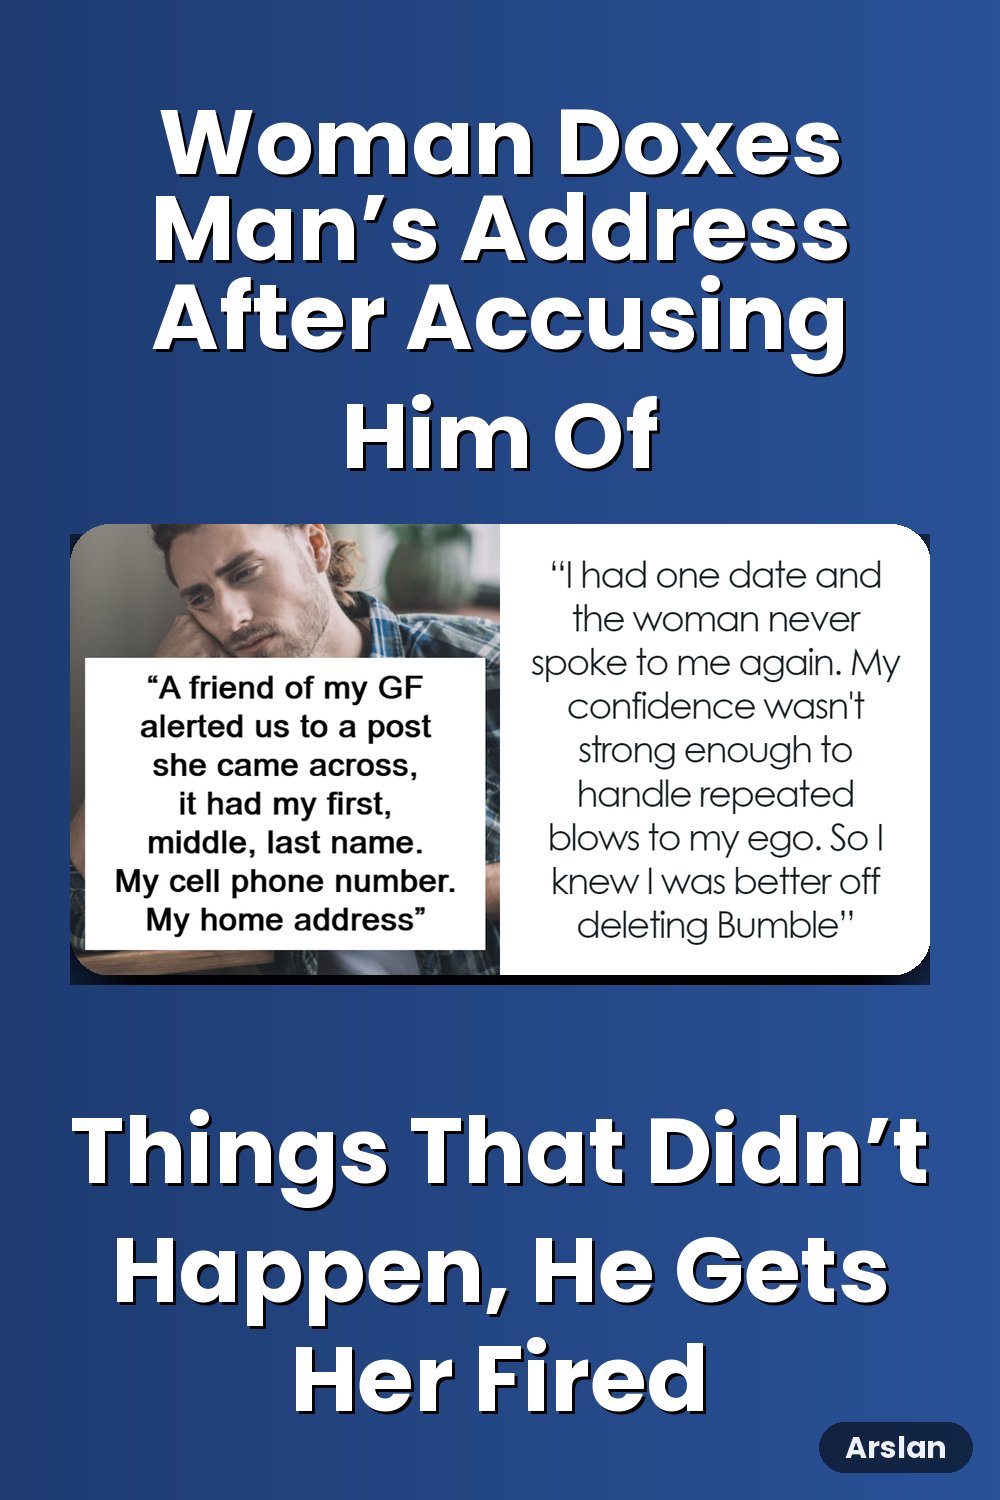 Woman Doxes
Man’s Address
After Accusing
Him Of
“A friend of my GF
alerted us to a post
she came across,
it had my first,
middle, last name.
My cell phone number.
My home address”
“I had one date and
the woman never
spoke to me again. My
confidence wasn't
strong enough to
handle repeated
blows to my ego. So I
knew I was better off
deleting Bumble”
Things That Didn’t
Happen, He Gets
Her Fired
Arslan